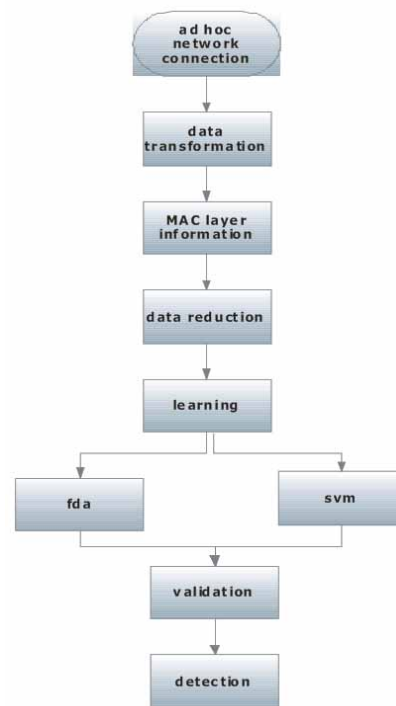 ad hoc
network
connection
data
transformation
MAC layer
information
data reduction
learning
fda
svm
validation
detection